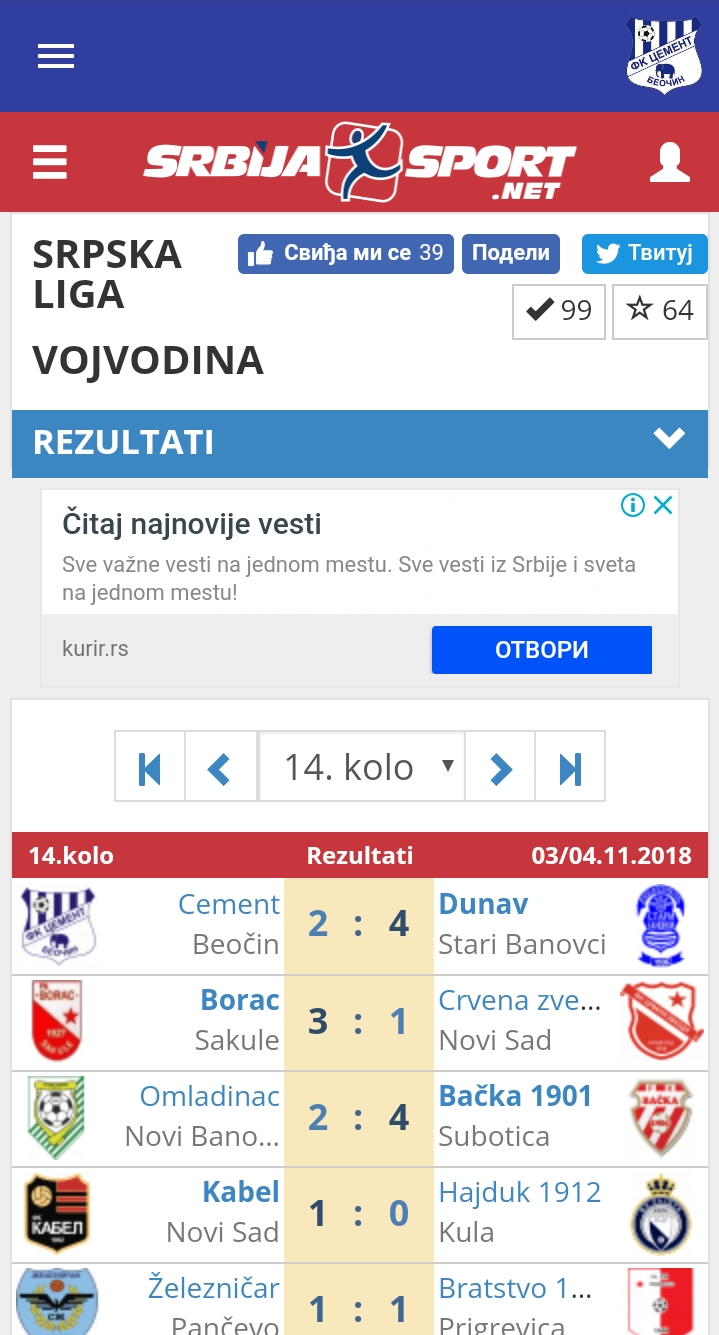 ФК ЦЕМЕНТ
БЕОЧИН
SRBIJA SPORT
.NET
SRPSKA
LIGA
VOJVODINA
Свиђа ми се 39
Подели
Твитуј
99
64
REZULTATI
Čitaj najnovije vesti
Sve važne vesti na jednom mestu. Sve vesti iz Srbije i sveta
na jednom mestu!
kurir.rs
ОТВОРИ
14. kolo
14.kolo Rezultati 03/04.11.2018
Cement 2 : 4 Dunav
Beočin Stari Banovci
Borac 3 : 1 Crvena zve...
Sakule Novi Sad
Omladinac 2 : 4 Bačka 1901
Novi Bano... Subotica
Kabel 1 : 0 Hajduk 1912
Novi Sad Kula
Železničar 1 : 1 Bratstvo 1...
Pančevo Prigrevica